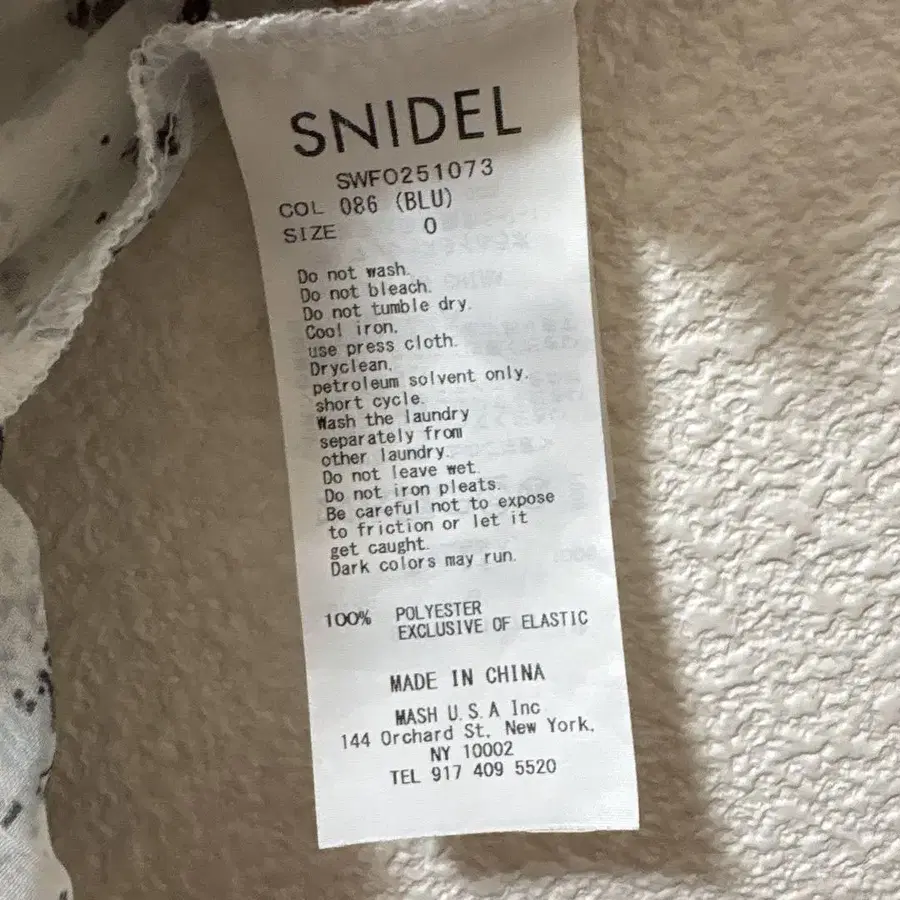 SNIDEL
SWFO251073
COL 086 (BLU)
SIZE 0
Do not wash.
Do not bleach.
Do not tumble dry.
Cool iron.
use press cloth.
Dryclean.
petroleum solvent only.
short cycle.
Wash the laundry
separately from
other laundry.
Do not leave wet.
Do not iron pleats.
Be careful not to expose
to friction or let it
get caught.
Dark colors may run.
100% POLYESTER
EXCLUSIVE OF ELASTIC
MADE IN CHINA
MASH U.S.A Inc
144 Orchard St, New York,
NY 10002
TEL 917 409 5520